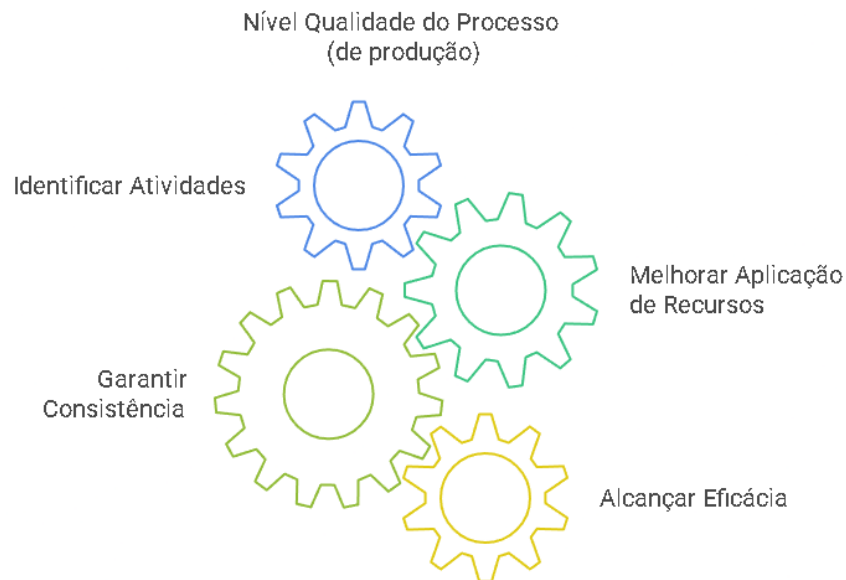 Nível Qualidade do Processo
(de produção)
Identificar Atividades
Melhorar Aplicação
de Recursos
Garantir
Consistência
Alcançar Eficácia